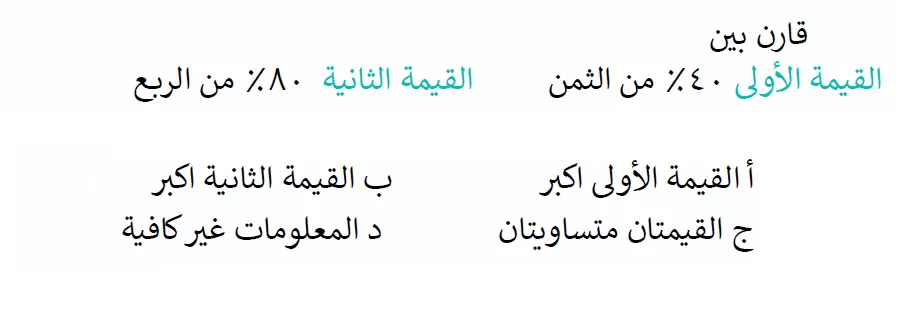 قارن بين
القيمة الأولى ٤٠٪ من الثمن القيمة الثانية ٨٠٪ من الربع
أ القيمة الأولى اكبر ب القيمة الثانية اكبر
ج القيمتان متساويتان د المعلومات غير كافية